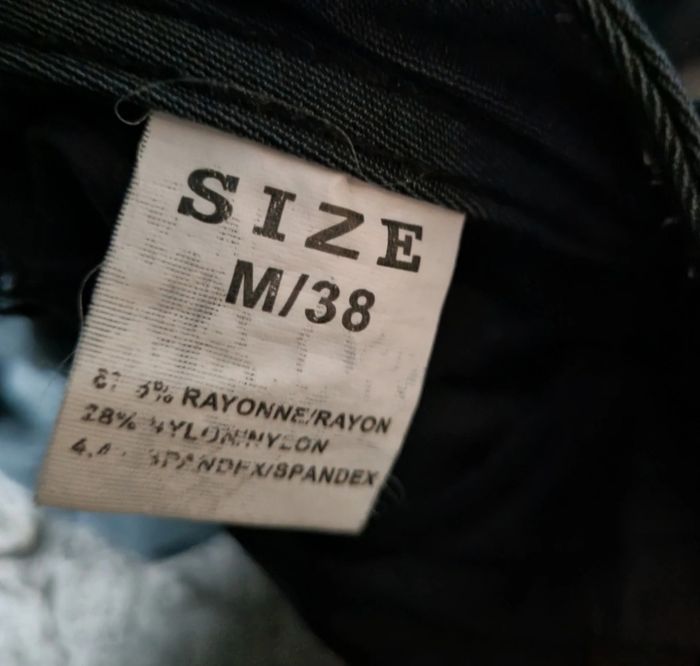 SIZE
M/38
RAYONNE/RAYON
28% NYLON/NYLON
SPANDEX/SPANDEX